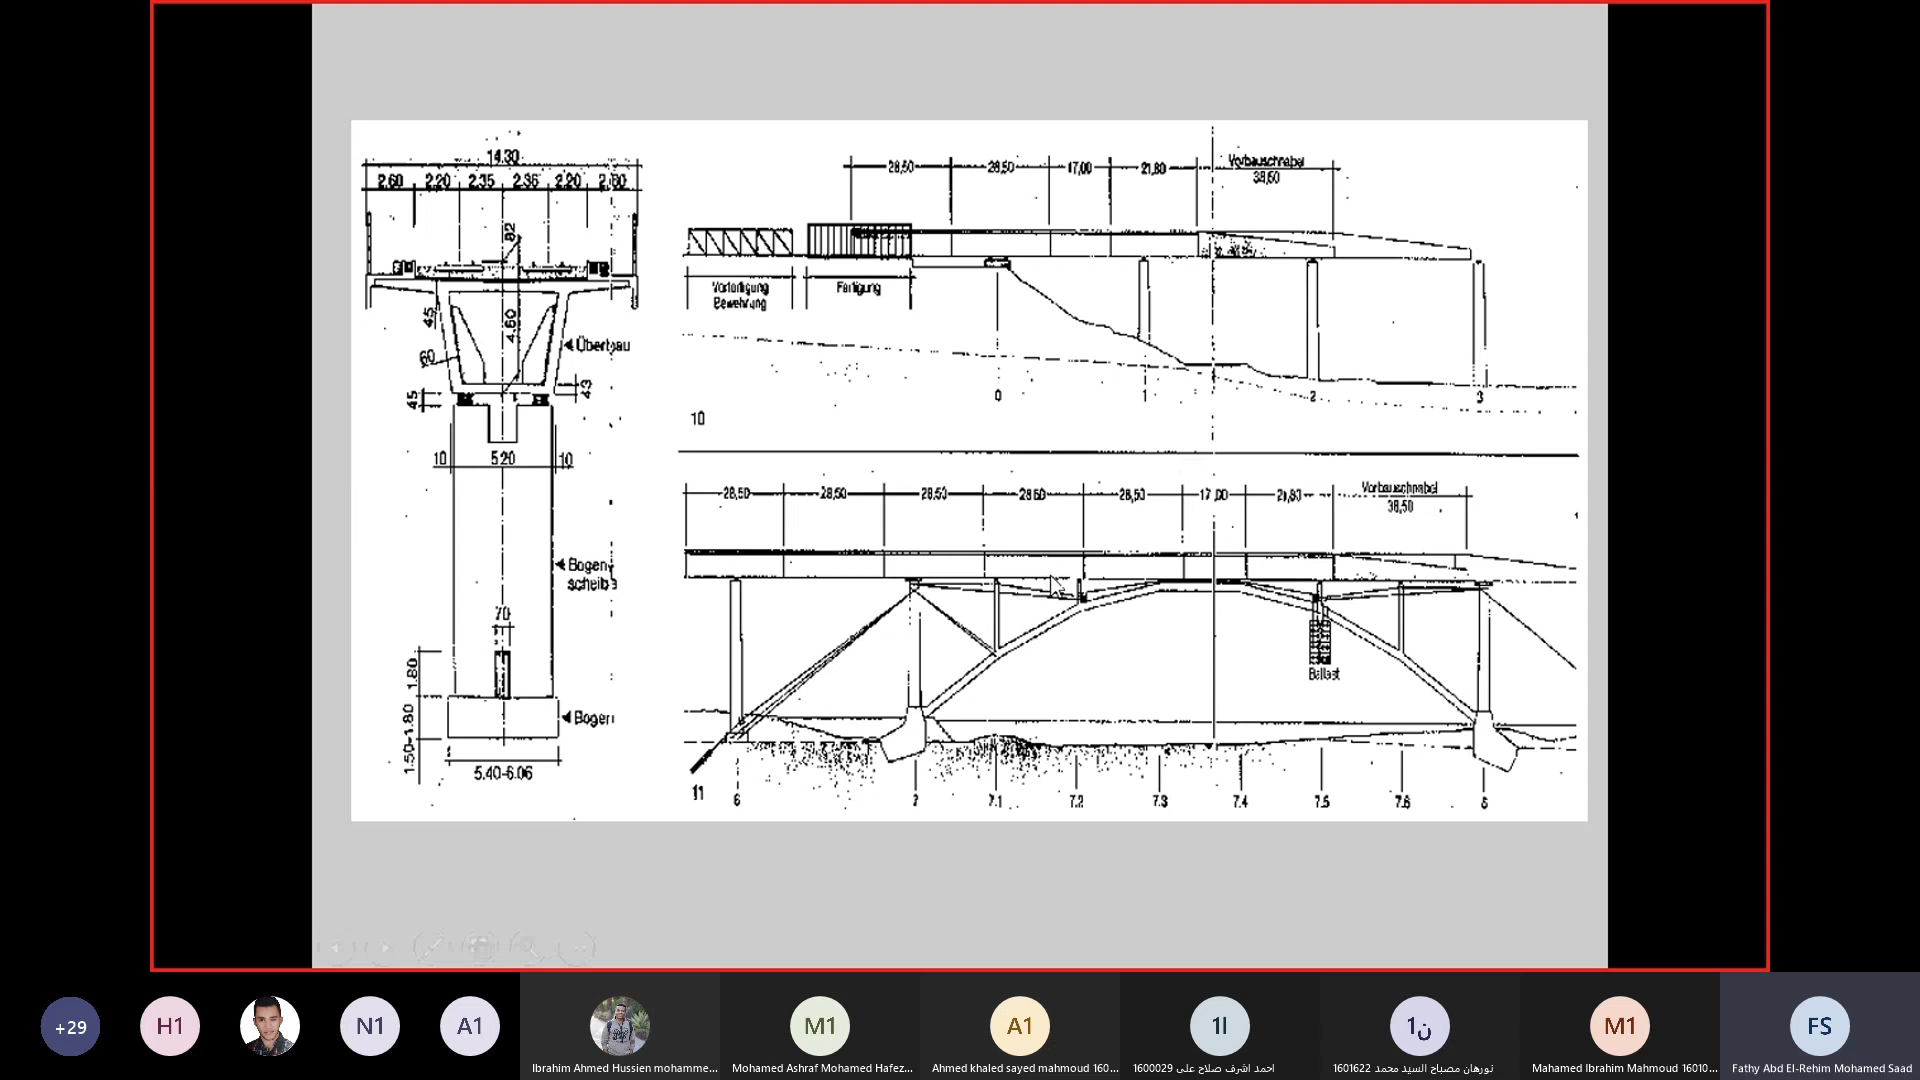 14.30
2.60 2.20 2.35 2.36 2.20 2.60
82
45
4.60
60
Überbau
45
43
10 5.20 10
Bogen
scheibe
70
1.80
1.50-1.80
Bogen
5.40-6.06
28,50 28,50 17,00 21,80 Vorbauschnabel
38,50
Vorfertigung
Bewehrung
Fertigung
0 1 2 3
10
28,50 28,50 28,50 28,50 28,50 17,00 21,80 Vorbauschnabel
38,50
Ballast
11 6 7 7.1 7.2 7.3 7.4 7.5 7.6 8
+29
H1
N1
A1
Ibrahim Ahmed Hussien mohamme...
M1
Mohamed Ashraf Mohamed Hafez...
A1
Ahmed khaled sayed mahmoud 160...
1ا
احمد اشرف صلاح على 1600029
ن1
نورهان مصباح السيد محمد 1601622
M1
Mahamed Ibrahim Mahmoud 16010...
FS
Fathy Abd El-Rehim Mohamed Saad